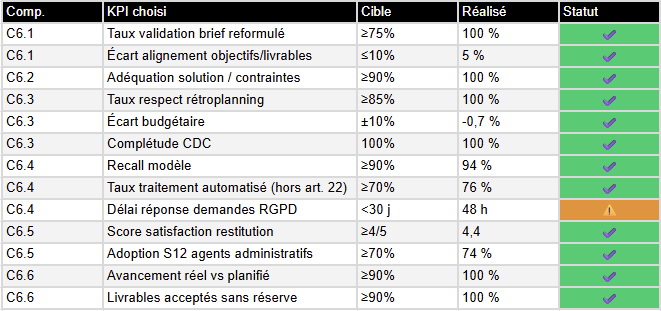 Comp. KPI choisi Cible Réalisé Statut
C6.1 Taux validation brief reformulé ≥75% 100 % ✔
C6.1 Écart alignement objectifs/livrables ≤10% 5 % ✔
C6.2 Adéquation solution / contraintes ≥90% 100 % ✔
C6.3 Taux respect rétroplanning ≥85% 100 % ✔
C6.3 Écart budgétaire ±10% -0,7 % ✔
C6.3 Complétude CDC 100% 100 % ✔
C6.4 Recall modèle ≥90% 94 % ✔
C6.4 Taux traitement automatisé (hors art. 22) ≥70% 76 % ✔
C6.4 Délai réponse demandes RGPD <30 j 48 h ⚠
C6.5 Score satisfaction restitution ≥4/5 4,4 ✔
C6.5 Adoption S12 agents administratifs ≥70% 74 % ✔
C6.6 Avancement réel vs planifié ≥90% 100 % ✔
C6.6 Livrables acceptés sans réserve ≥90% 100 % ✔